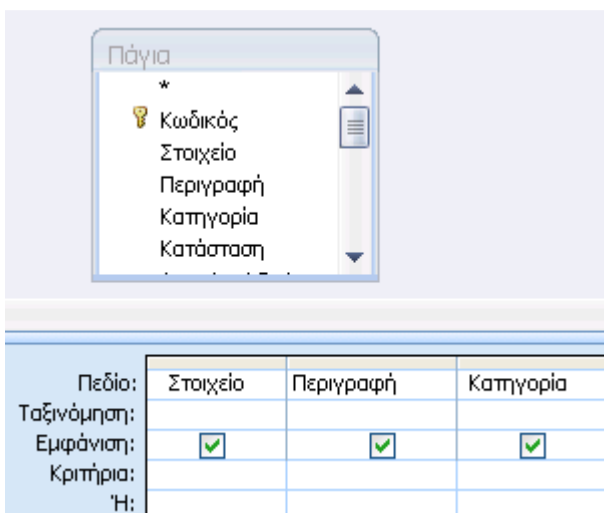 Πάγια
*
Κωδικός
Στοιχείο
Περιγραφή
Κατηγορία
Κατάσταση
Πεδίο: Στοιχείο Περιγραφή Κατηγορία
Ταξινόμηση:
Εμφάνιση:
Κριτήρια:
Ή: